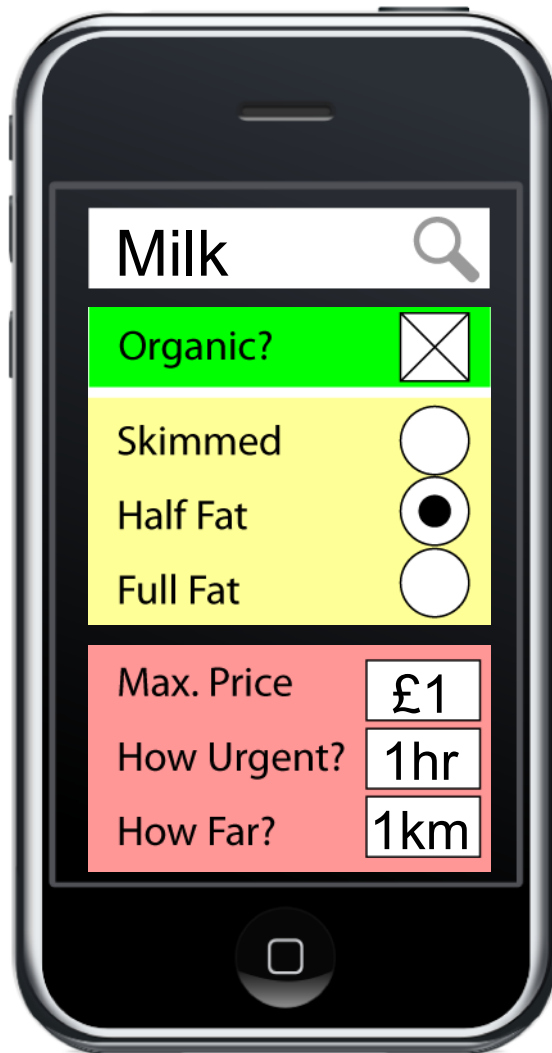 Milk
Organic?
Skimmed
Half Fat
Full Fat
Max. Price £1
How Urgent? 1hr
How Far? 1km